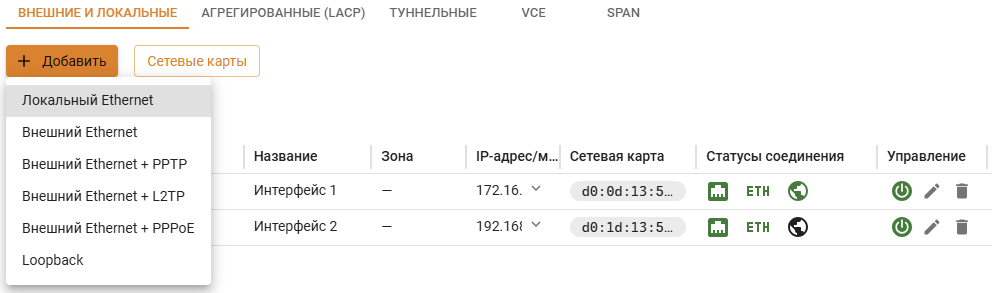 ВНЕШНИЕ И ЛОКАЛЬНЫЕ АГРЕГИРОВАННЫЕ (LACP) ТУННЕЛЬНЫЕ VCE SPAN
+ Добавить Сетевые карты
Локальный Ethernet
Внешний Ethernet
Внешний Ethernet + PPTP
Внешний Ethernet + L2TP
Внешний Ethernet + PPPoE
Loopback
Название Зона IP-адрес/м... Сетевая карта Статусы соединения Управление
Интерфейс 1 — 172.16. d0:0d:13:5... ETH
Интерфейс 2 — 192.168 d0:1d:13:5... ETH